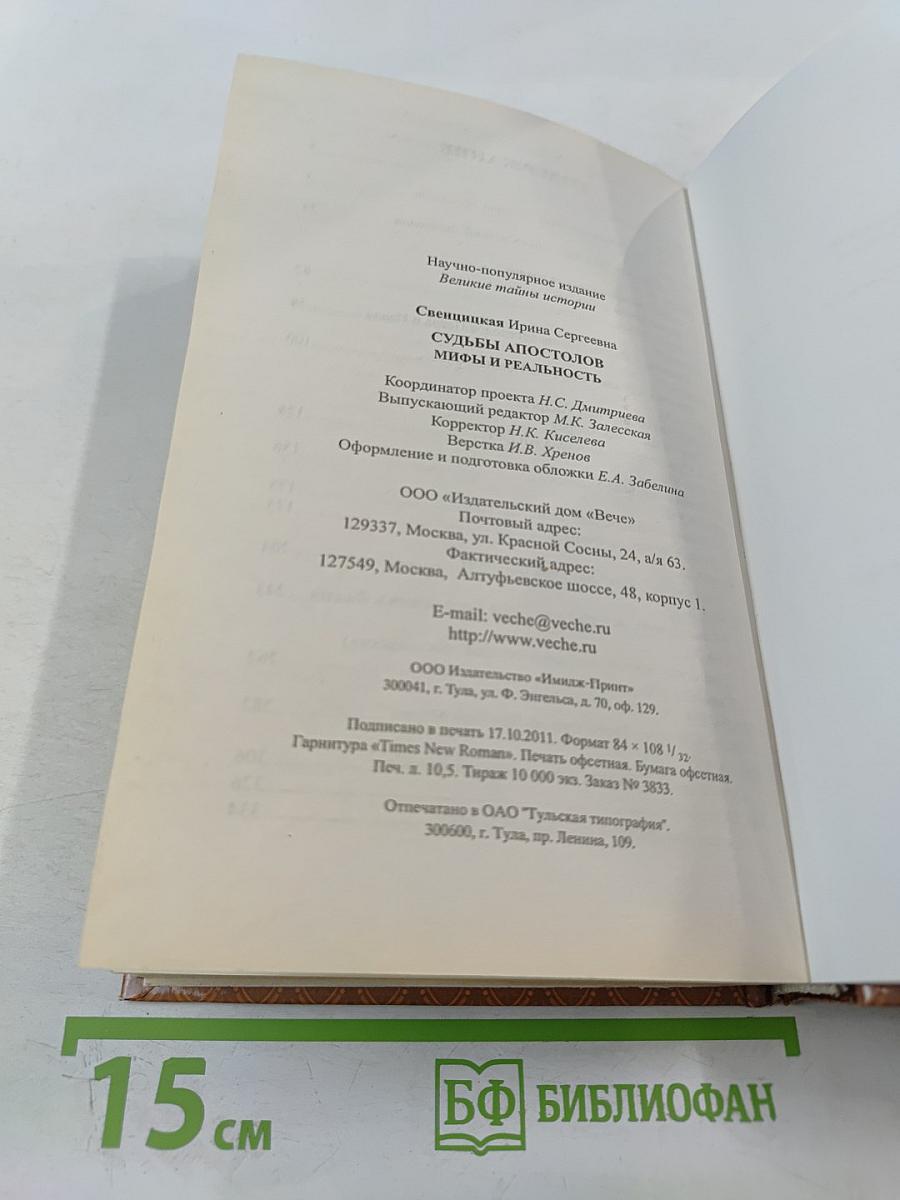 Научно-популярное издание
Великие тайны истории
Свенцицкая Ирина Сергеевна
СУДЬБЫ АПОСТОЛОВ
МИФЫ И РЕАЛЬНОСТЬ
Координатор проекта Н.С. Дмитриева
Выпускающий редактор М.К. Залесская
Корректор Н.К. Киселева
Верстка И.В. Хренов
Оформление и подготовка обложки Е.А. Забелина
ООО «Издательский дом «Вече»
Почтовый адрес:
129337, Москва, ул. Красной Сосны, 24, а/я 63.
Фактический адрес:
127549, Москва, Алтуфьевское шоссе, 48, корпус 1.
E-mail: veche@veche.ru
http://www.veche.ru
ООО Издательство «Имидж-Принт»
300041, г. Тула, ул. Ф. Энгельса, д. 70, оф. 129.
Подписано в печать 17.10.2011. Формат 84 × 108 1/32.
Гарнитура «Times New Roman». Печать офсетная. Бумага офсетная.
Печ. л. 10,5. Тираж 10 000 экз. Заказ № 3833.
Отпечатано в ОАО "Тульская типография".
300600, г. Тула, пр. Ленина, 109.
15 см
БФ БИБЛИОФАН